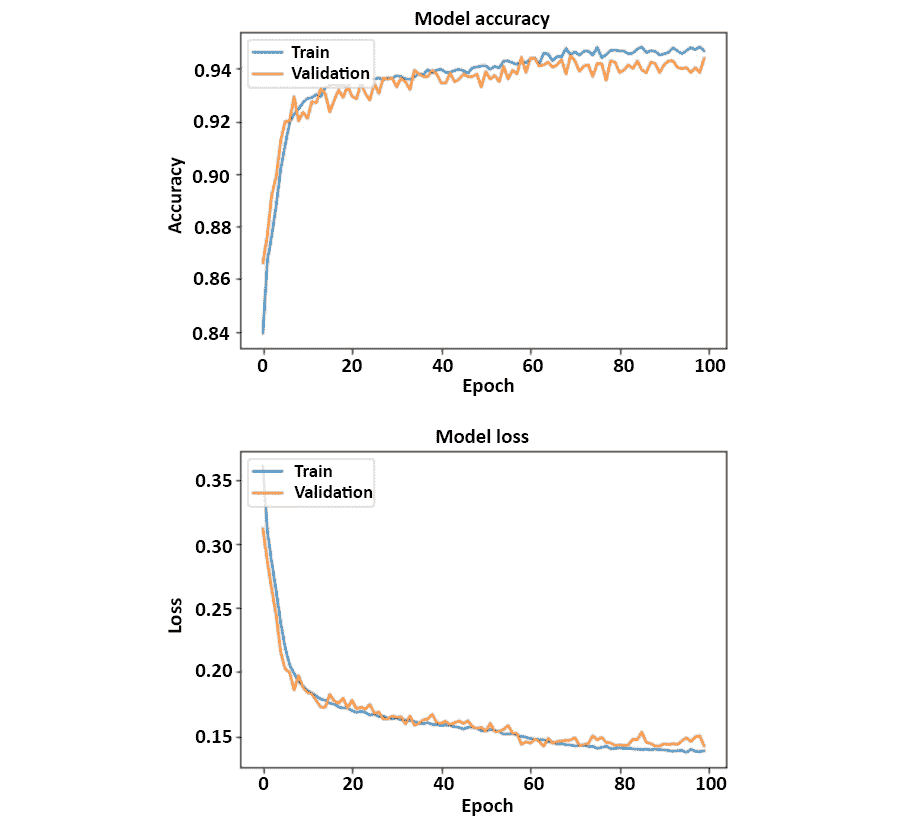 Model accuracy
Train
Validation
0.94
0.92
0.90
0.88
0.86
0.84
Accuracy
0 20 40 60 80 100
Epoch
Model loss
Train
Validation
0.35
0.30
0.25
0.20
0.15
Loss
0 20 40 60 80 100
Epoch